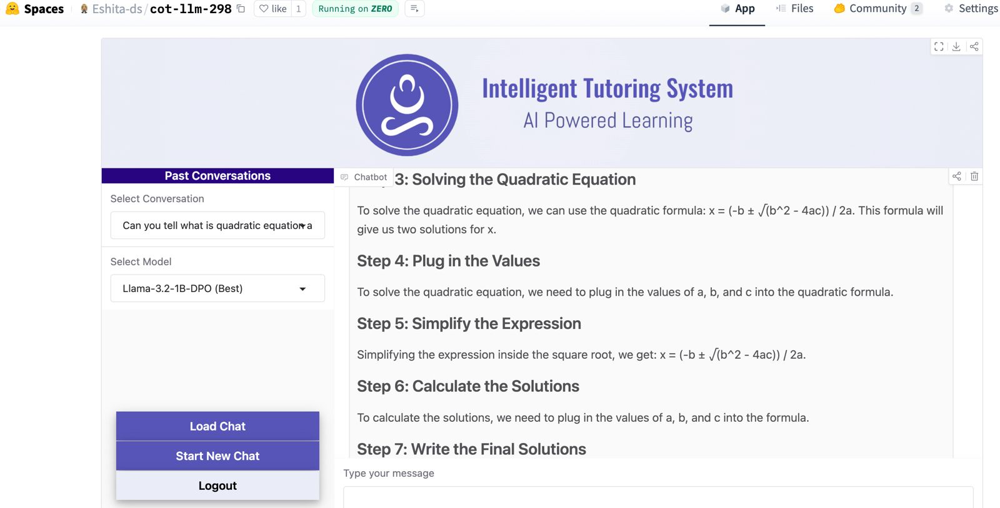 Spaces Eshita-ds/cot-llm-298 like 1 Running on ZERO App Files Community 2 Settings
Intelligent Tutoring System
AI Powered Learning
Past Conversations
Select Conversation
Can you tell what is quadratic equation a
Select Model
Llama-3.2-1B-DPO (Best)
Load Chat
Start New Chat
Logout
Chatbot
3: Solving the Quadratic Equation
To solve the quadratic equation, we can use the quadratic formula: x = (-b ± √(b^2 - 4ac)) / 2a. This formula will
give us two solutions for x.
Step 4: Plug in the Values
To solve the quadratic equation, we need to plug in the values of a, b, and c into the quadratic formula.
Step 5: Simplify the Expression
Simplifying the expression inside the square root, we get: x = (-b ± √(b^2 - 4ac)) / 2a.
Step 6: Calculate the Solutions
To calculate the solutions, we need to plug in the values of a, b, and c into the formula.
Step 7: Write the Final Solutions
Type your message